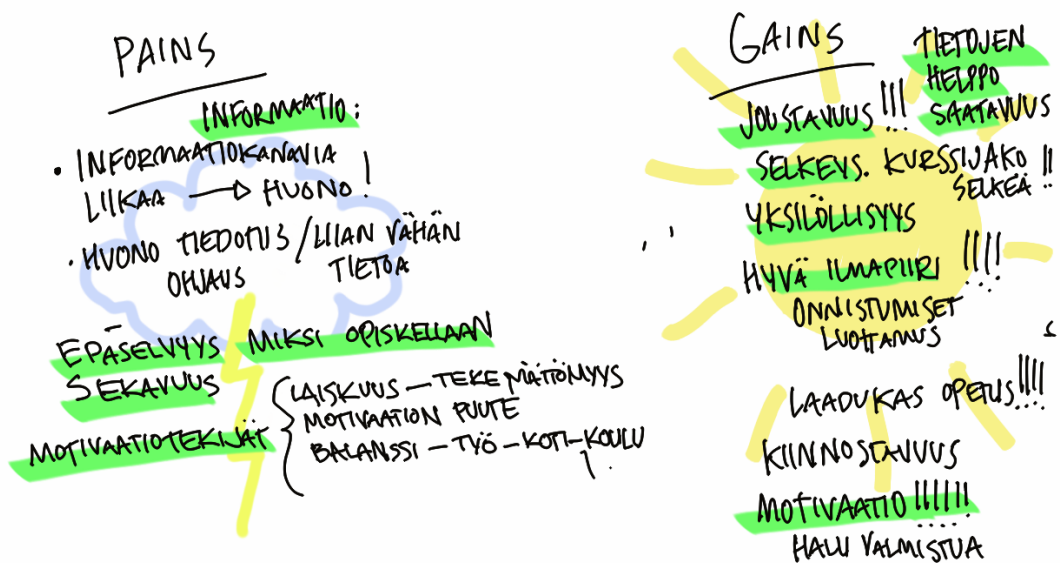 PAINS
INFORMAATIO:
• INFORMAATIOKANAVIA
LIIKAA → HUONO!
• HUONO TIEDOTUS / LIIAN VÄHÄN
OHJAUS TIETOA
EPÄSELVYYS MIKSI OPISKELLAAN
SEKAVUUS
LAISKUUS – TEKEMÄTTÖMYYS
MOTIVAATION PUUTE
MOTIVAATIOTEKIJÄT
BALANSSI – TYÖ – KOTI – KOULU
GAINS
TIETOJEN
HELPPO
SAATAVUUS
JOUSTAVUUS !!!
SELKEYS. KURSSIJAKO
SELKEÄ !!
YKSILÖLLISYYS
HYVÄ ILMAPIIRI !!!!
ONNISTUMISET
LUOTTAMUS
LAADUKAS OPETUS!!!!
KIINNOSTAVUUS
MOTIVAATIO !!!!!!
HALU VALMISTUA